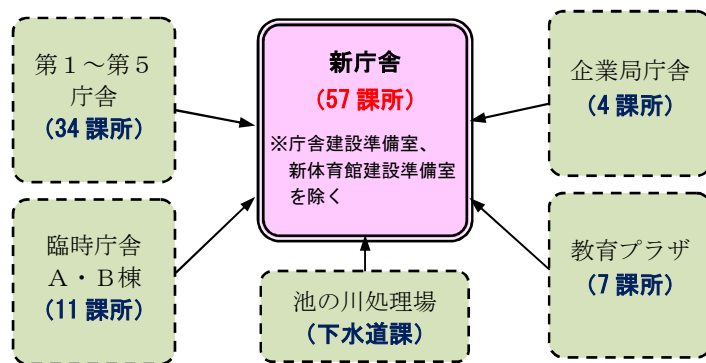 第１～第５
庁舎
（34 課所）
臨時庁舎
Ａ・Ｂ棟
（11 課所）
新庁舎
（57 課所）
※庁舎建設準備室、
新体育館建設準備室
を除く
池の川処理場
（下水道課）
企業局庁舎
（4 課所）
教育プラザ
（7 課所）